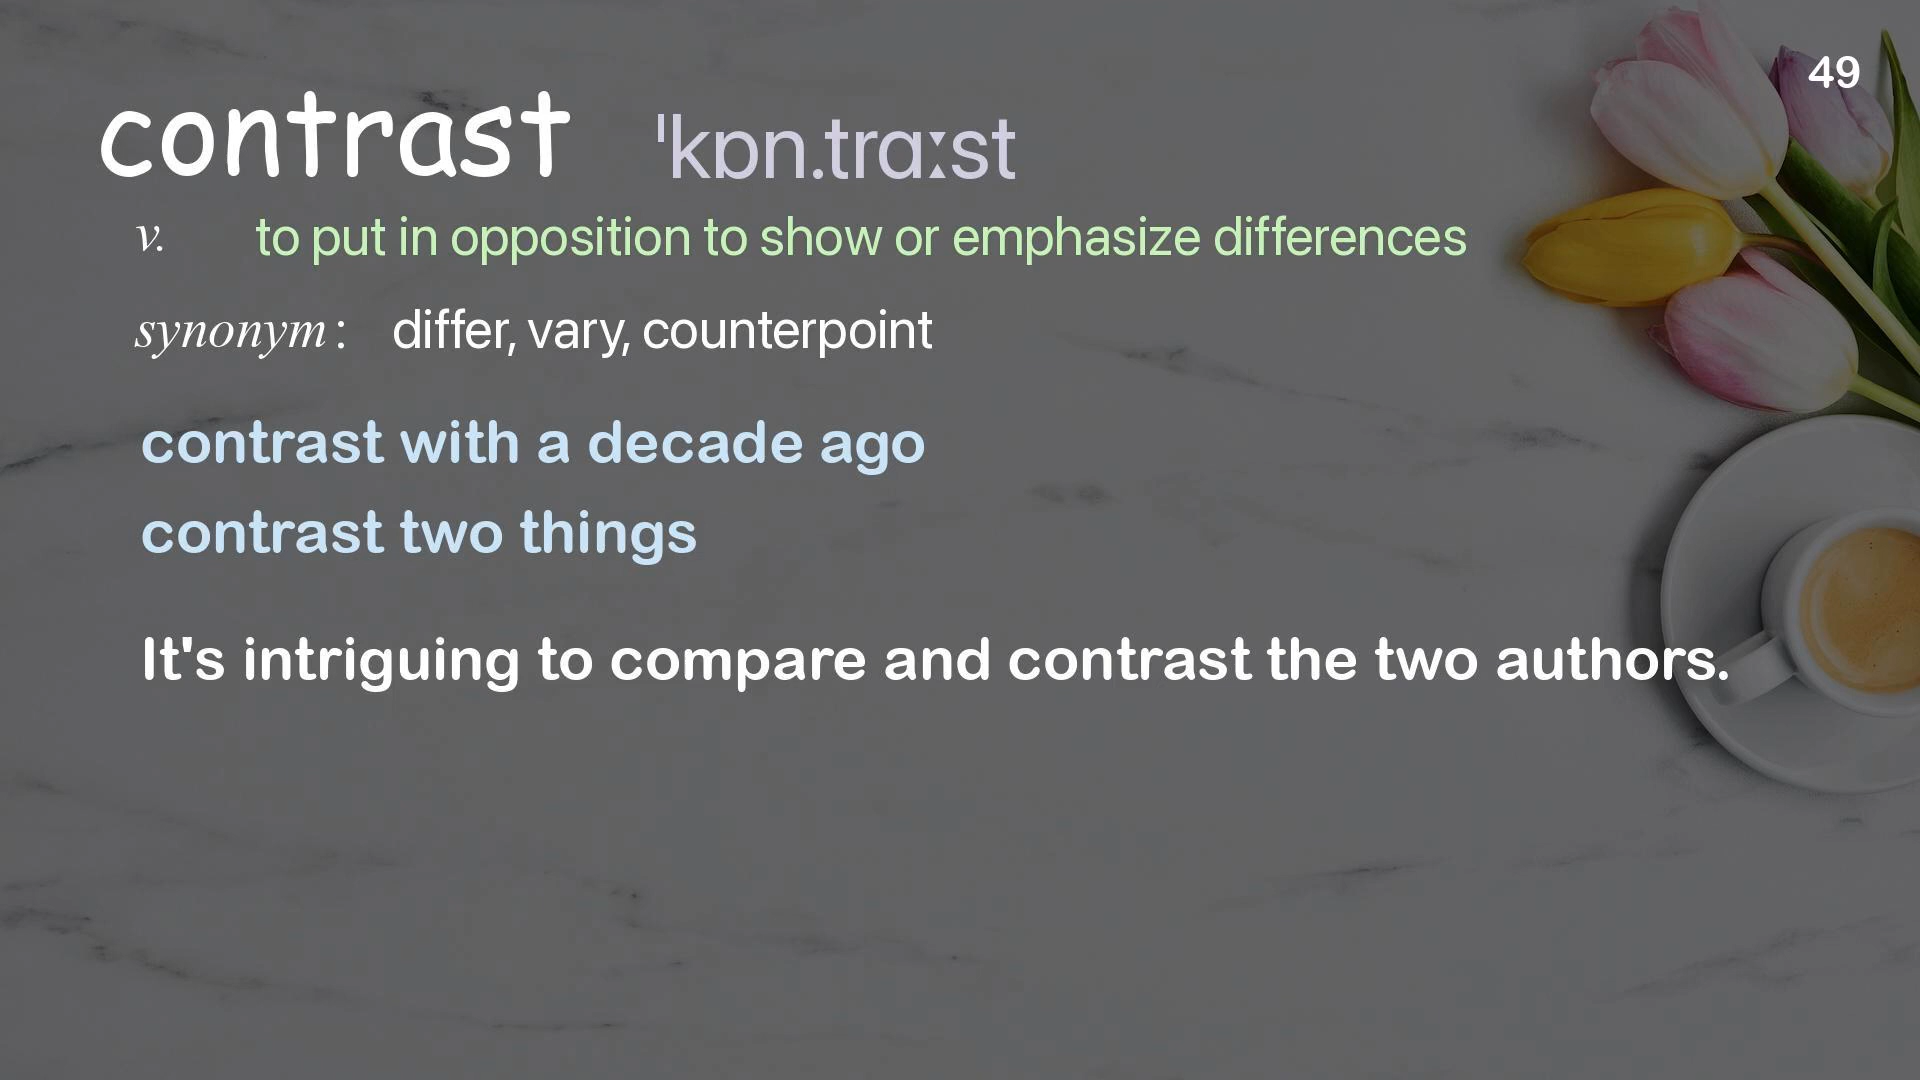 49
contrast ˈkɒn.trɑːst
v. to put in opposition to show or emphasize differences
synonym: differ, vary, counterpoint
contrast with a decade ago
contrast two things
It's intriguing to compare and contrast the two authors.